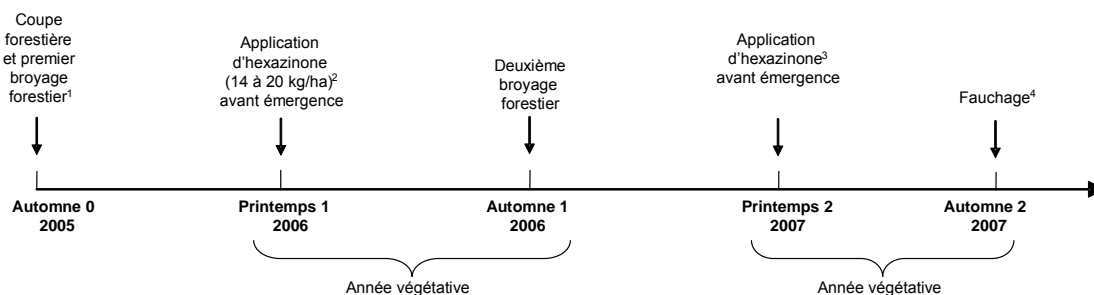 Coupe
forestière
et premier
broyage
forestier¹
Application
d'hexazinone
(14 à 20 kg/ha)²
avant émergence
Deuxième
broyage
forestier
Application
d'hexazinone³
avant émergence
Fauchage⁴
Automne 0
2005
Printemps 1
2006
Automne 1
2006
Printemps 2
2007
Automne 2
2007
Année végétative
Année végétative